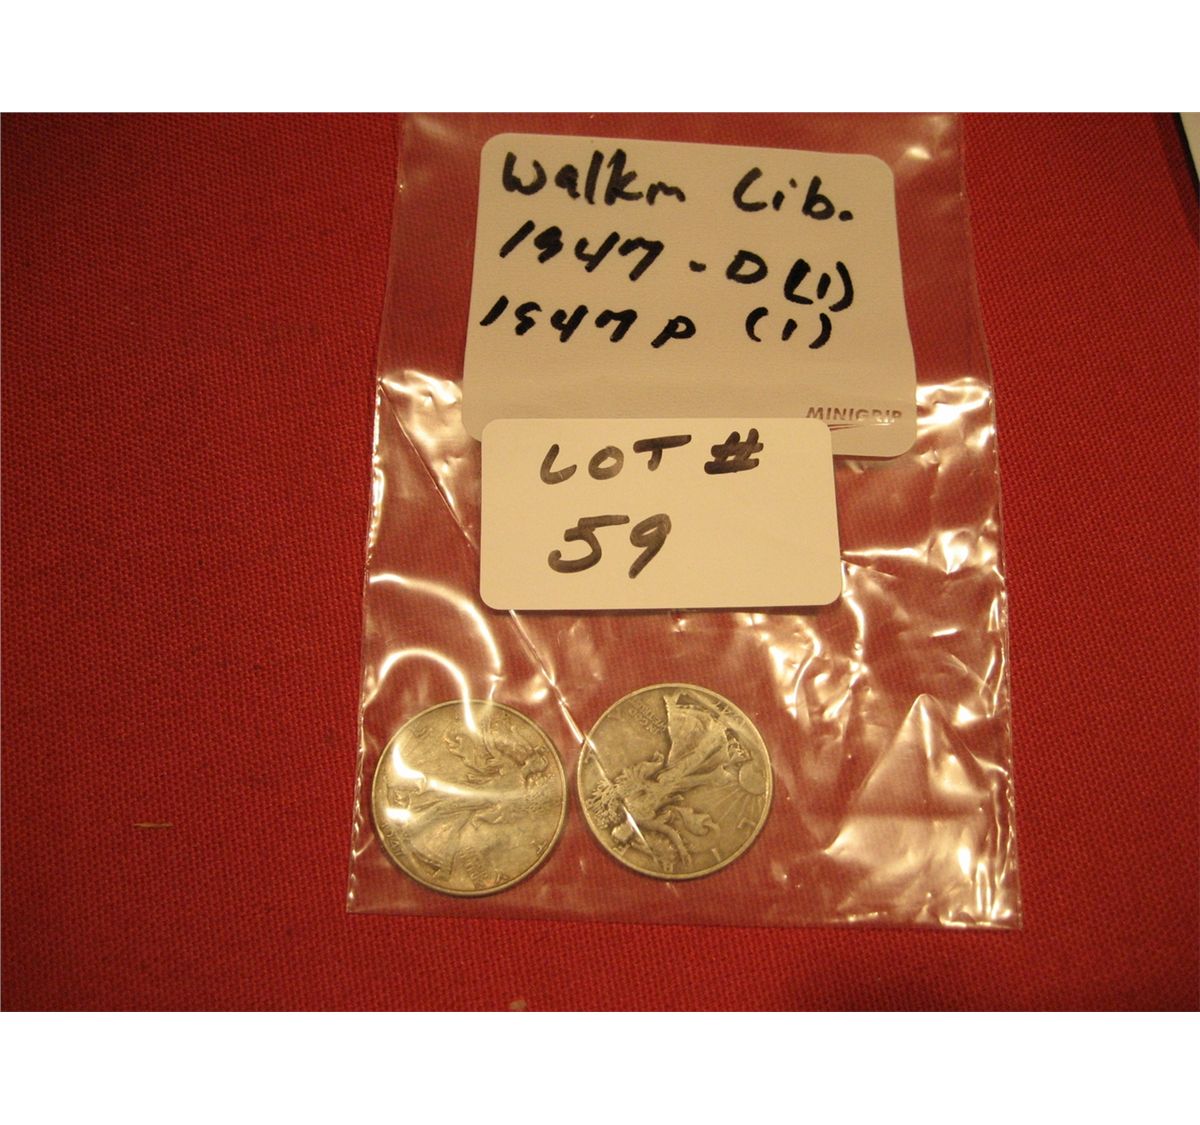 Walkm Lib.
1947 - D (1)
1947 P (1)
MINIGRIP
LOT #
59